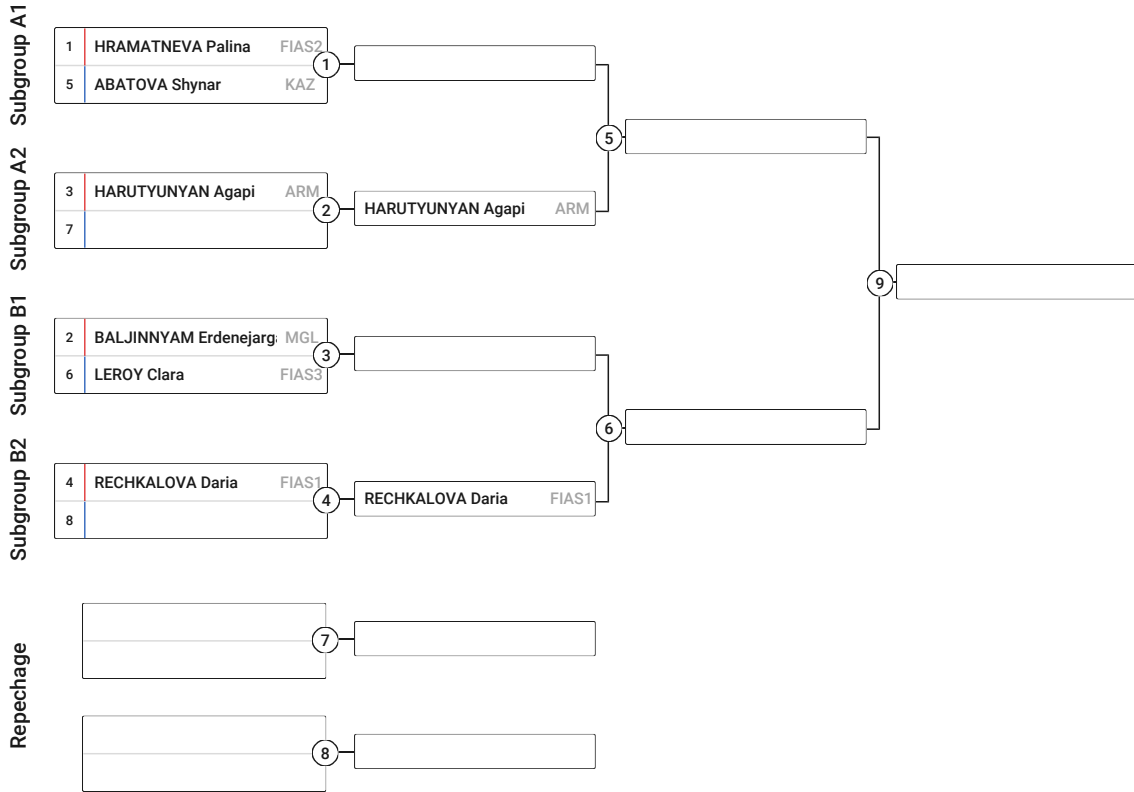 Subgroup A1
1 HRAMATNEVA Palina FIAS2
5 ABATOVA Shynar KAZ
1
5
Subgroup A2
3 HARUTYUNYAN Agapi ARM
7
2
HARUTYUNYAN Agapi ARM
9
Subgroup B1
2 BALJINNYAM Erdenejarg MGL
6 LEROY Clara FIAS3
3
6
Subgroup B2
4 RECHKALOVA Daria FIAS1
8
4
RECHKALOVA Daria FIAS1
Repechage
7
8